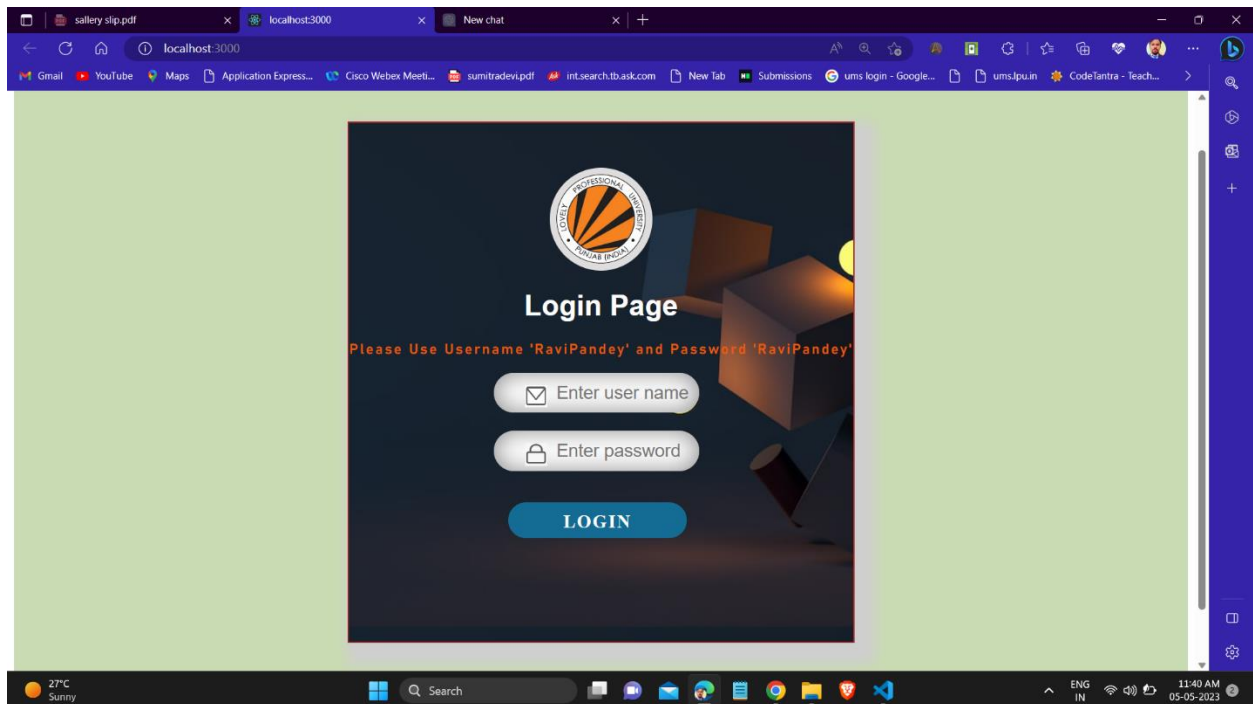 sallery slip.pdf
localhost:3000
New chat
localhost:3000
Gmail
YouTube
Maps
Application Express...
Cisco Webex Meeti...
sumitradevi.pdf
int.search.tb.ask.com
New Tab
Submissions
ums login - Google...
ums.lpu.in
CodeTantra - Teach...
LOVELY PROFESSIONAL UNIVERSITY
PUNJAB (INDIA)
Login Page
Please Use Username 'RaviPandey' and Password 'RaviPandey'
Enter user name
Enter password
LOGIN
27°C
Sunny
Search
ENG
IN
11:40 AM
05-05-2023
2